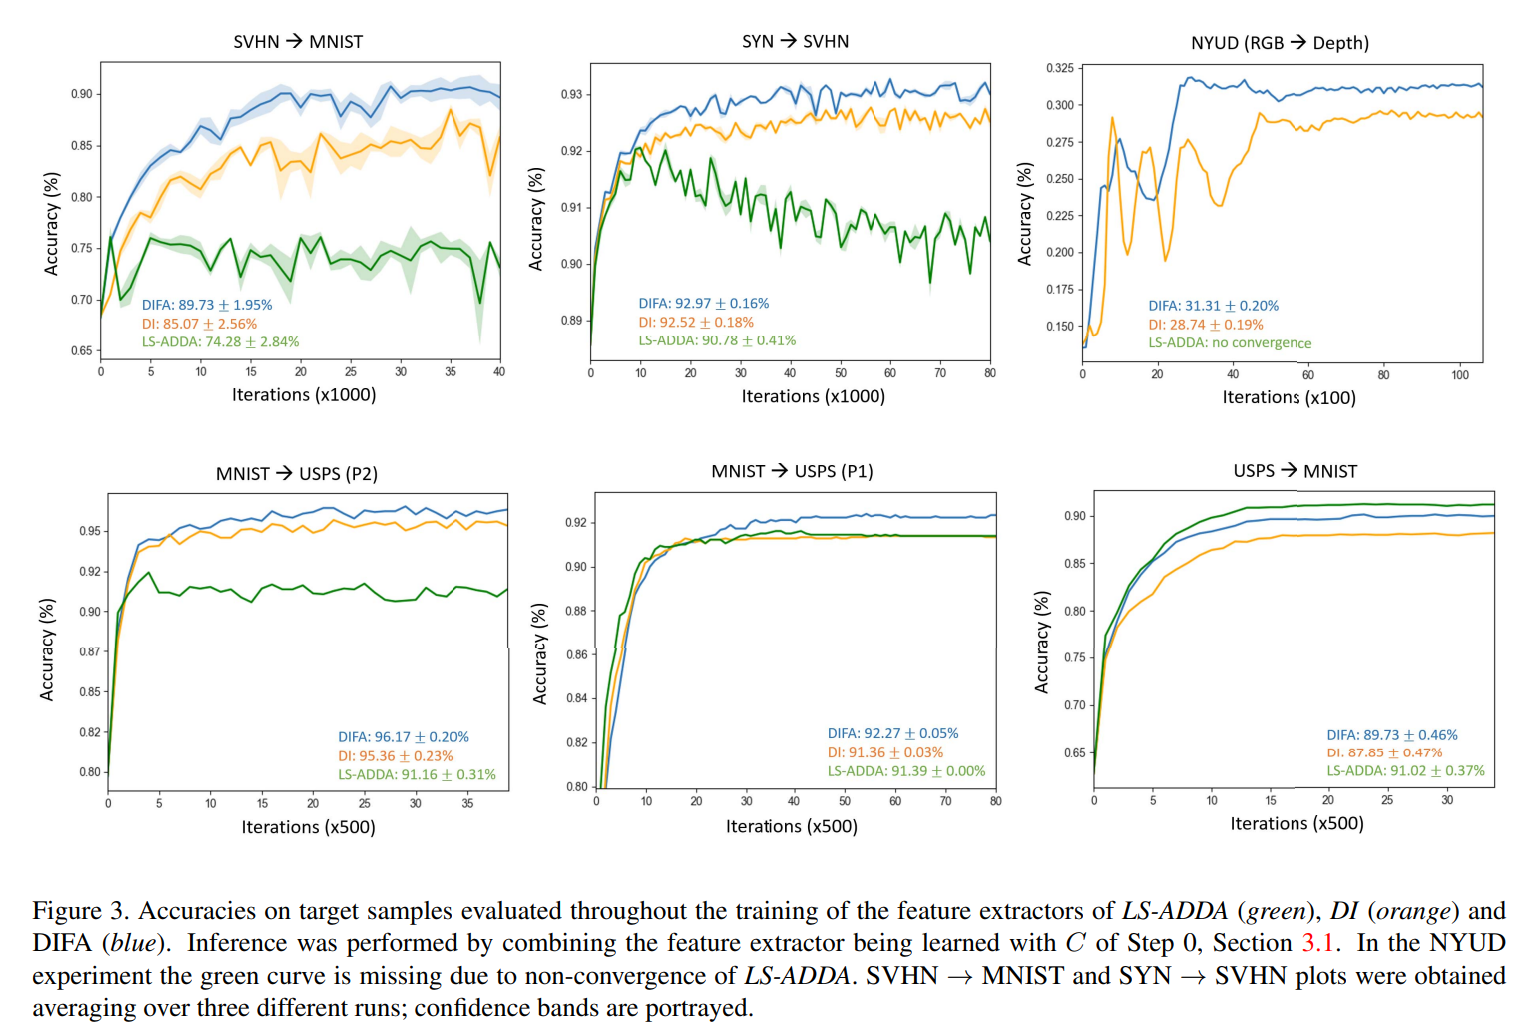 SVHN → MNIST
0.90
0.85
0.80
0.75
0.70
0.65
Accuracy (%)
DIFA: 89.73 ± 1.95%
DI: 85.07 ± 2.56%
LS-ADDA: 74.28 ± 2.84%
0 5 10 15 20 25 30 35 40
Iterations (x1000)
SYN → SVHN
0.93
0.92
0.91
0.90
0.89
Accuracy (%)
DIFA: 92.97 ± 0.16%
DI: 92.52 ± 0.18%
LS-ADDA: 90.78 ± 0.41%
0 10 20 30 40 50 60 70 80
Iterations (x1000)
NYUD (RGB → Depth)
0.325
0.300
0.275
0.250
0.225
0.200
0.175
0.150
Accuracy (%)
DIFA: 31.31 ± 0.20%
DI: 28.74 ± 0.19%
LS-ADDA: no convergence
0 20 40 60 80 100
Iterations (x100)
MNIST → USPS (P2)
0.95
0.92
0.90
0.87
0.85
0.82
0.80
Accuracy (%)
DIFA: 96.17 ± 0.20%
DI: 95.36 ± 0.23%
LS-ADDA: 91.16 ± 0.31%
0 5 10 15 20 25 30 35
Iterations (x500)
MNIST → USPS (P1)
0.92
0.90
0.88
0.86
0.84
0.82
0.80
Accuracy (%)
DIFA: 92.27 ± 0.05%
DI: 91.36 ± 0.03%
LS-ADDA: 91.39 ± 0.00%
0 10 20 30 40 50 60 70 80
Iterations (x500)
USPS → MNIST
0.90
0.85
0.80
0.75
0.70
0.65
Accuracy (%)
DIFA: 89.73 ± 0.46%
DI: 87.85 ± 0.47%
LS-ADDA: 91.02 ± 0.37%
0 5 10 15 20 25 30
Iterations (x500)
Figure 3. Accuracies on target samples evaluated throughout the training of the feature extractors of LS-ADDA (green), DI (orange) and
DIFA (blue). Inference was performed by combining the feature extractor being learned with C of Step 0, Section 3.1. In the NYUD
experiment the green curve is missing due to non-convergence of LS-ADDA. SVHN → MNIST and SYN → SVHN plots were obtained
averaging over three different runs; confidence bands are portrayed.